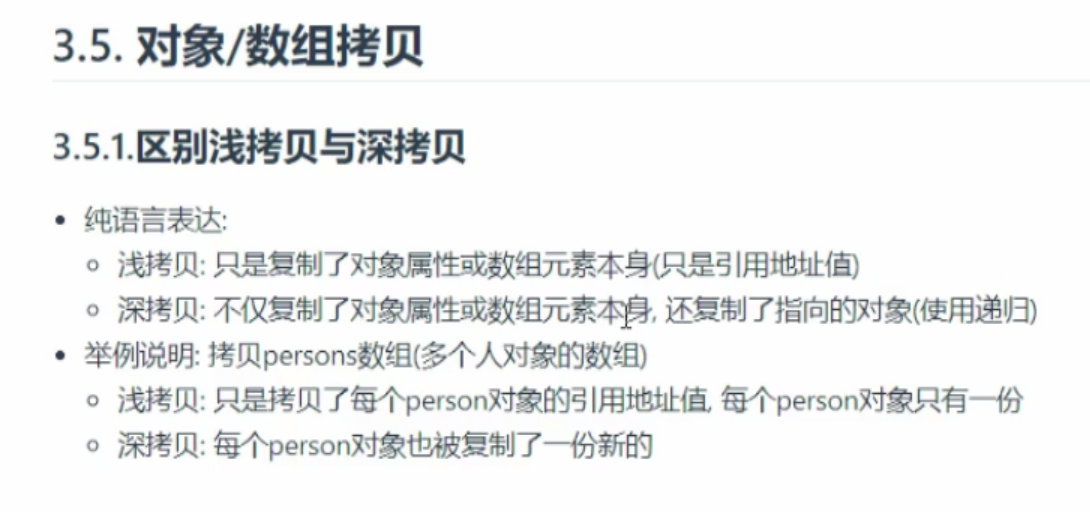 3.5. 对象/数组拷贝
3.5.1.区别浅拷贝与深拷贝
• 纯语言表达:
○ 浅拷贝: 只是复制了对象属性或数组元素本身(只是引用地址值)
○ 深拷贝: 不仅复制了对象属性或数组元素本身, 还复制了指向的对象(使用递归)
• 举例说明: 拷贝persons数组(多个人对象的数组)
○ 浅拷贝: 只是拷贝了每个person对象的引用地址值, 每个person对象只有一份
○ 深拷贝: 每个person对象也被复制了一份新的